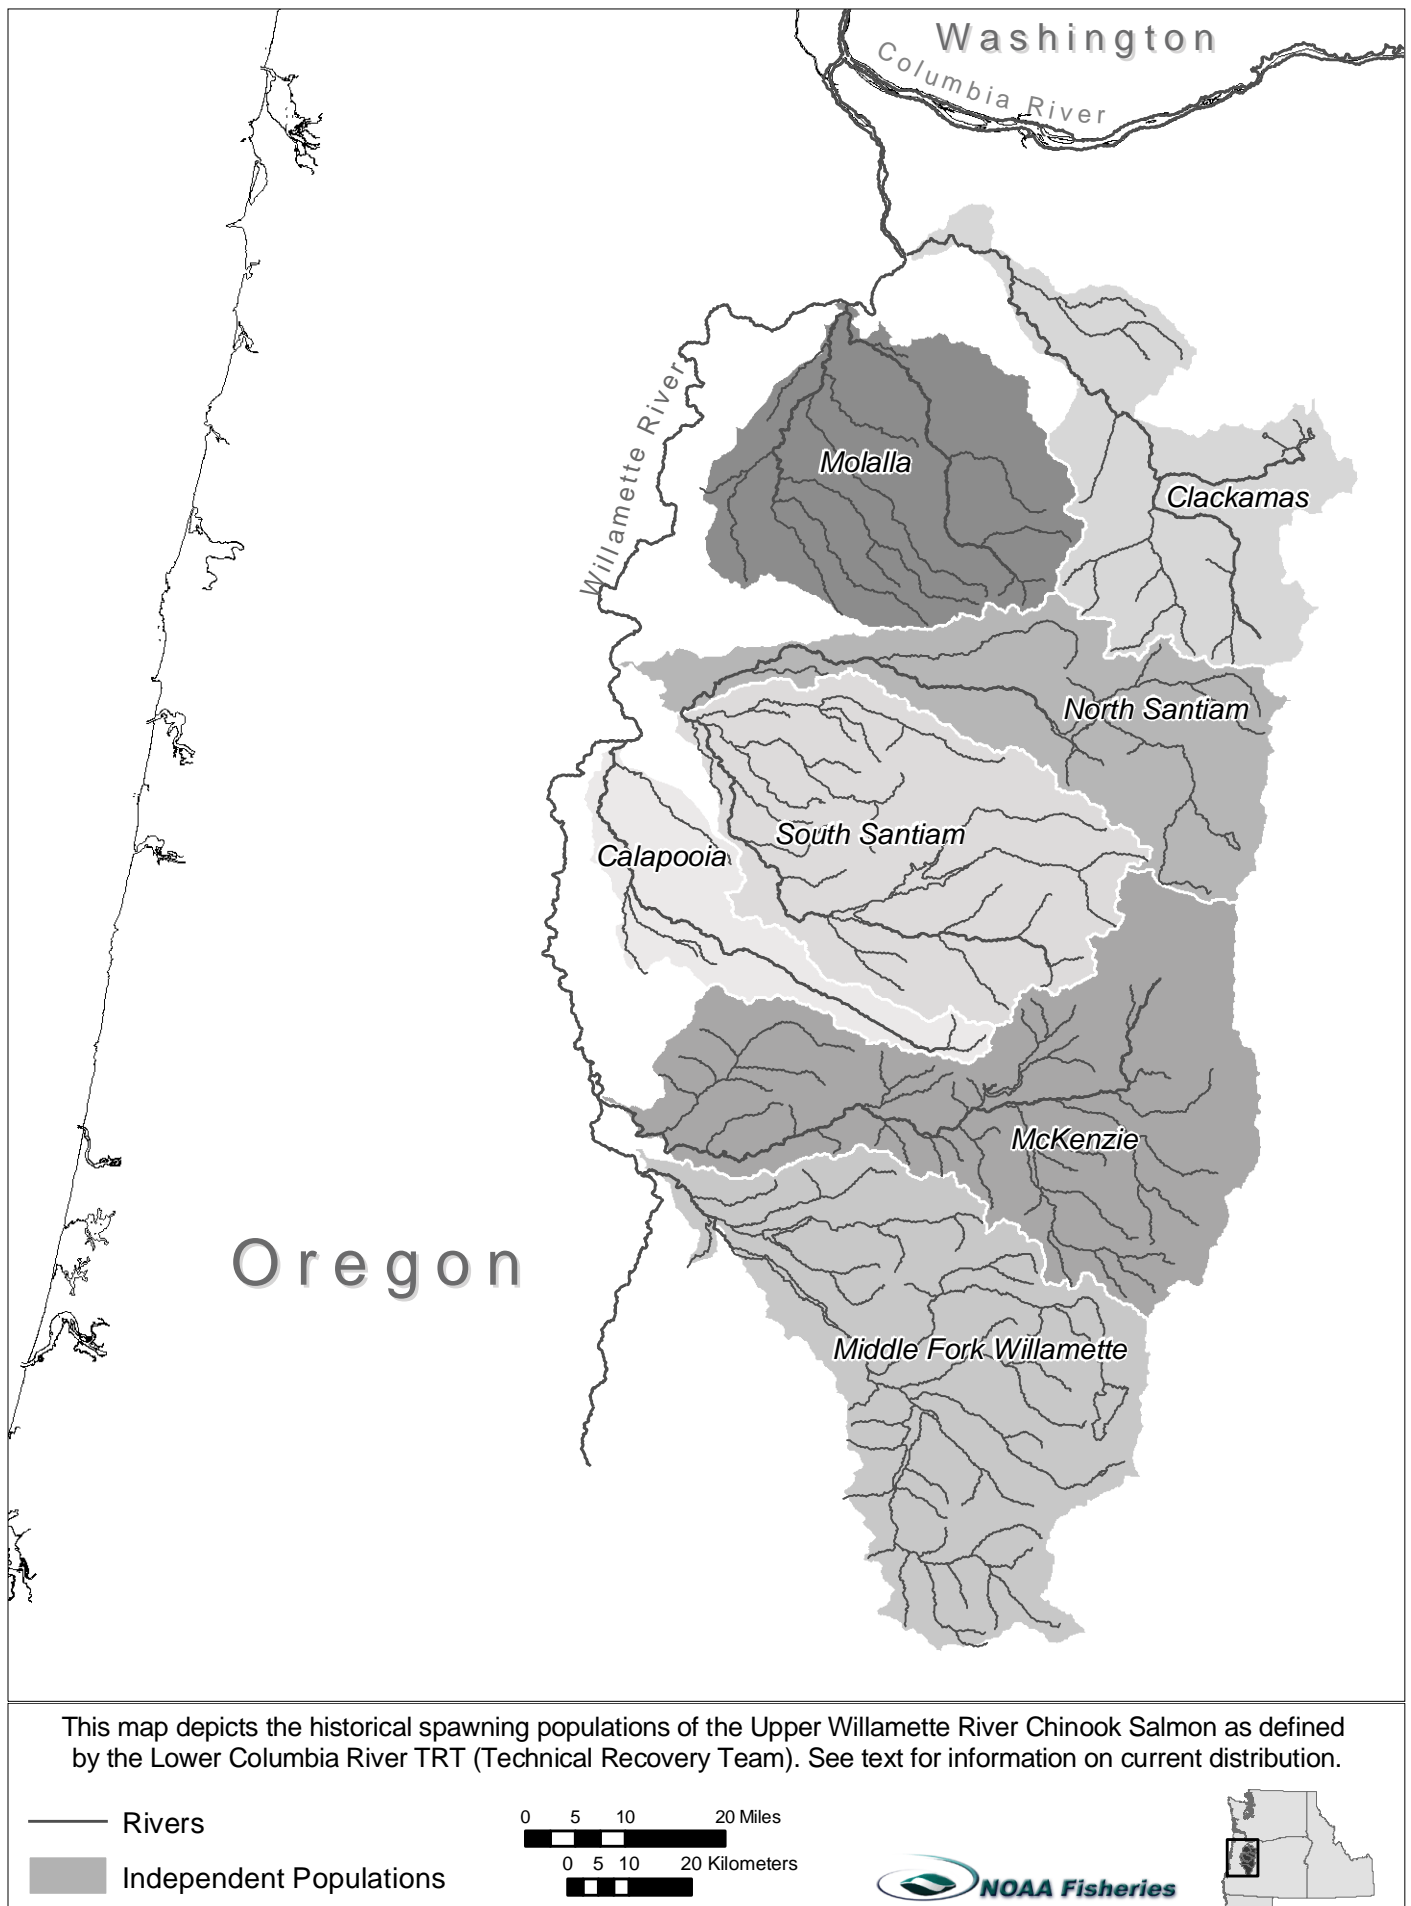 Washington
Columbia River
Willamette River
Molalla
Clackamas
North Santiam
South Santiam
Calapooia
McKenzie
Oregon
Middle Fork Willamette
This map depicts the historical spawning populations of the Upper Willamette River Chinook Salmon as defined
by the Lower Columbia River TRT (Technical Recovery Team). See text for information on current distribution.
Rivers
Independent Populations
0 5 10 20 Miles
0 5 10 20 Kilometers
NOAA Fisheries